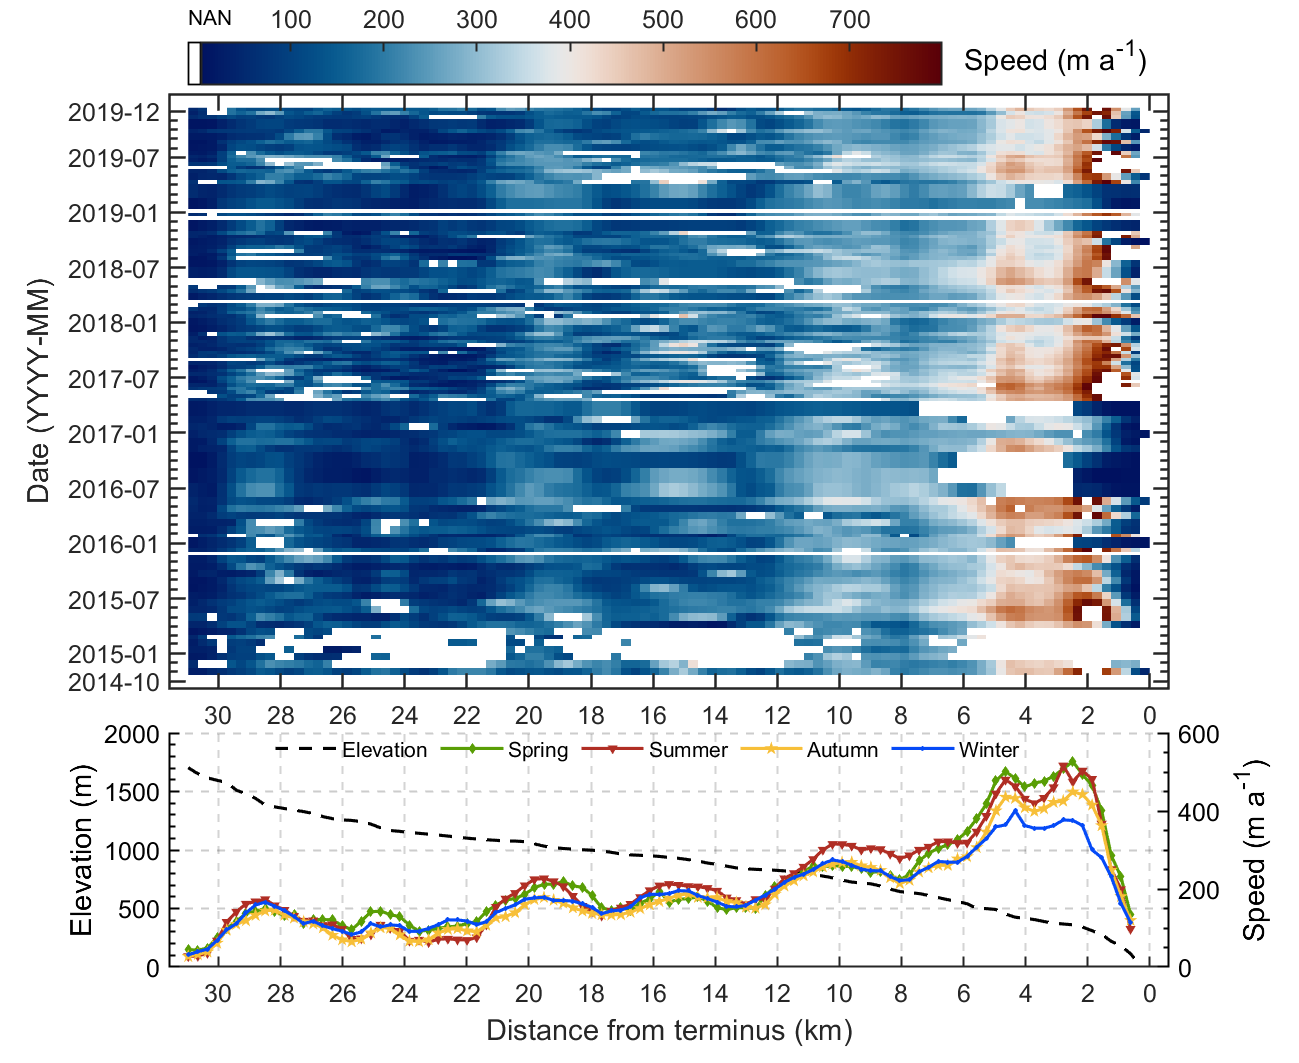 NAN 100 200 300 400 500 600 700
Speed (m a-1)
Date (YYYY-MM)
2019-12
2019-07
2019-01
2018-07
2018-01
2017-07
2017-01
2016-07
2016-01
2015-07
2015-01
2014-10
30 28 26 24 22 20 18 16 14 12 10 8 6 4 2 0
Elevation (m)
2000
1500
1000
500
0
Elevation Spring Summer Autumn Winter
600
400
200
0
Speed (m a-1)
30 28 26 24 22 20 18 16 14 12 10 8 6 4 2 0
Distance from terminus (km)